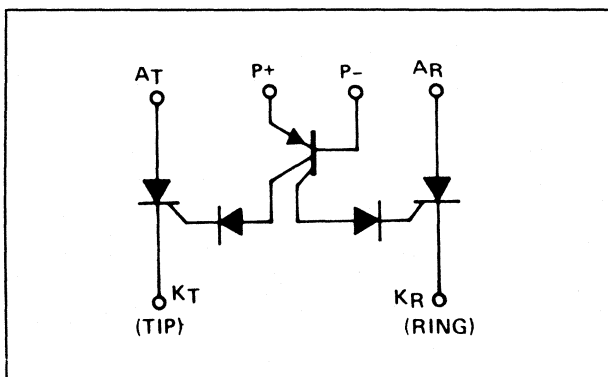 AT P+ P- AR
KT KR
(TIP) (RING)